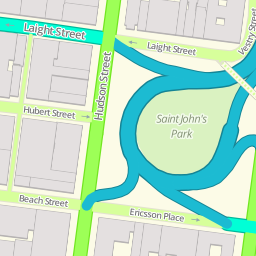 Laight Street
Laight Street
Vestry Street
Hudson Street
Hubert Street
Saint John's
Park
Beach Street
Ericsson Place